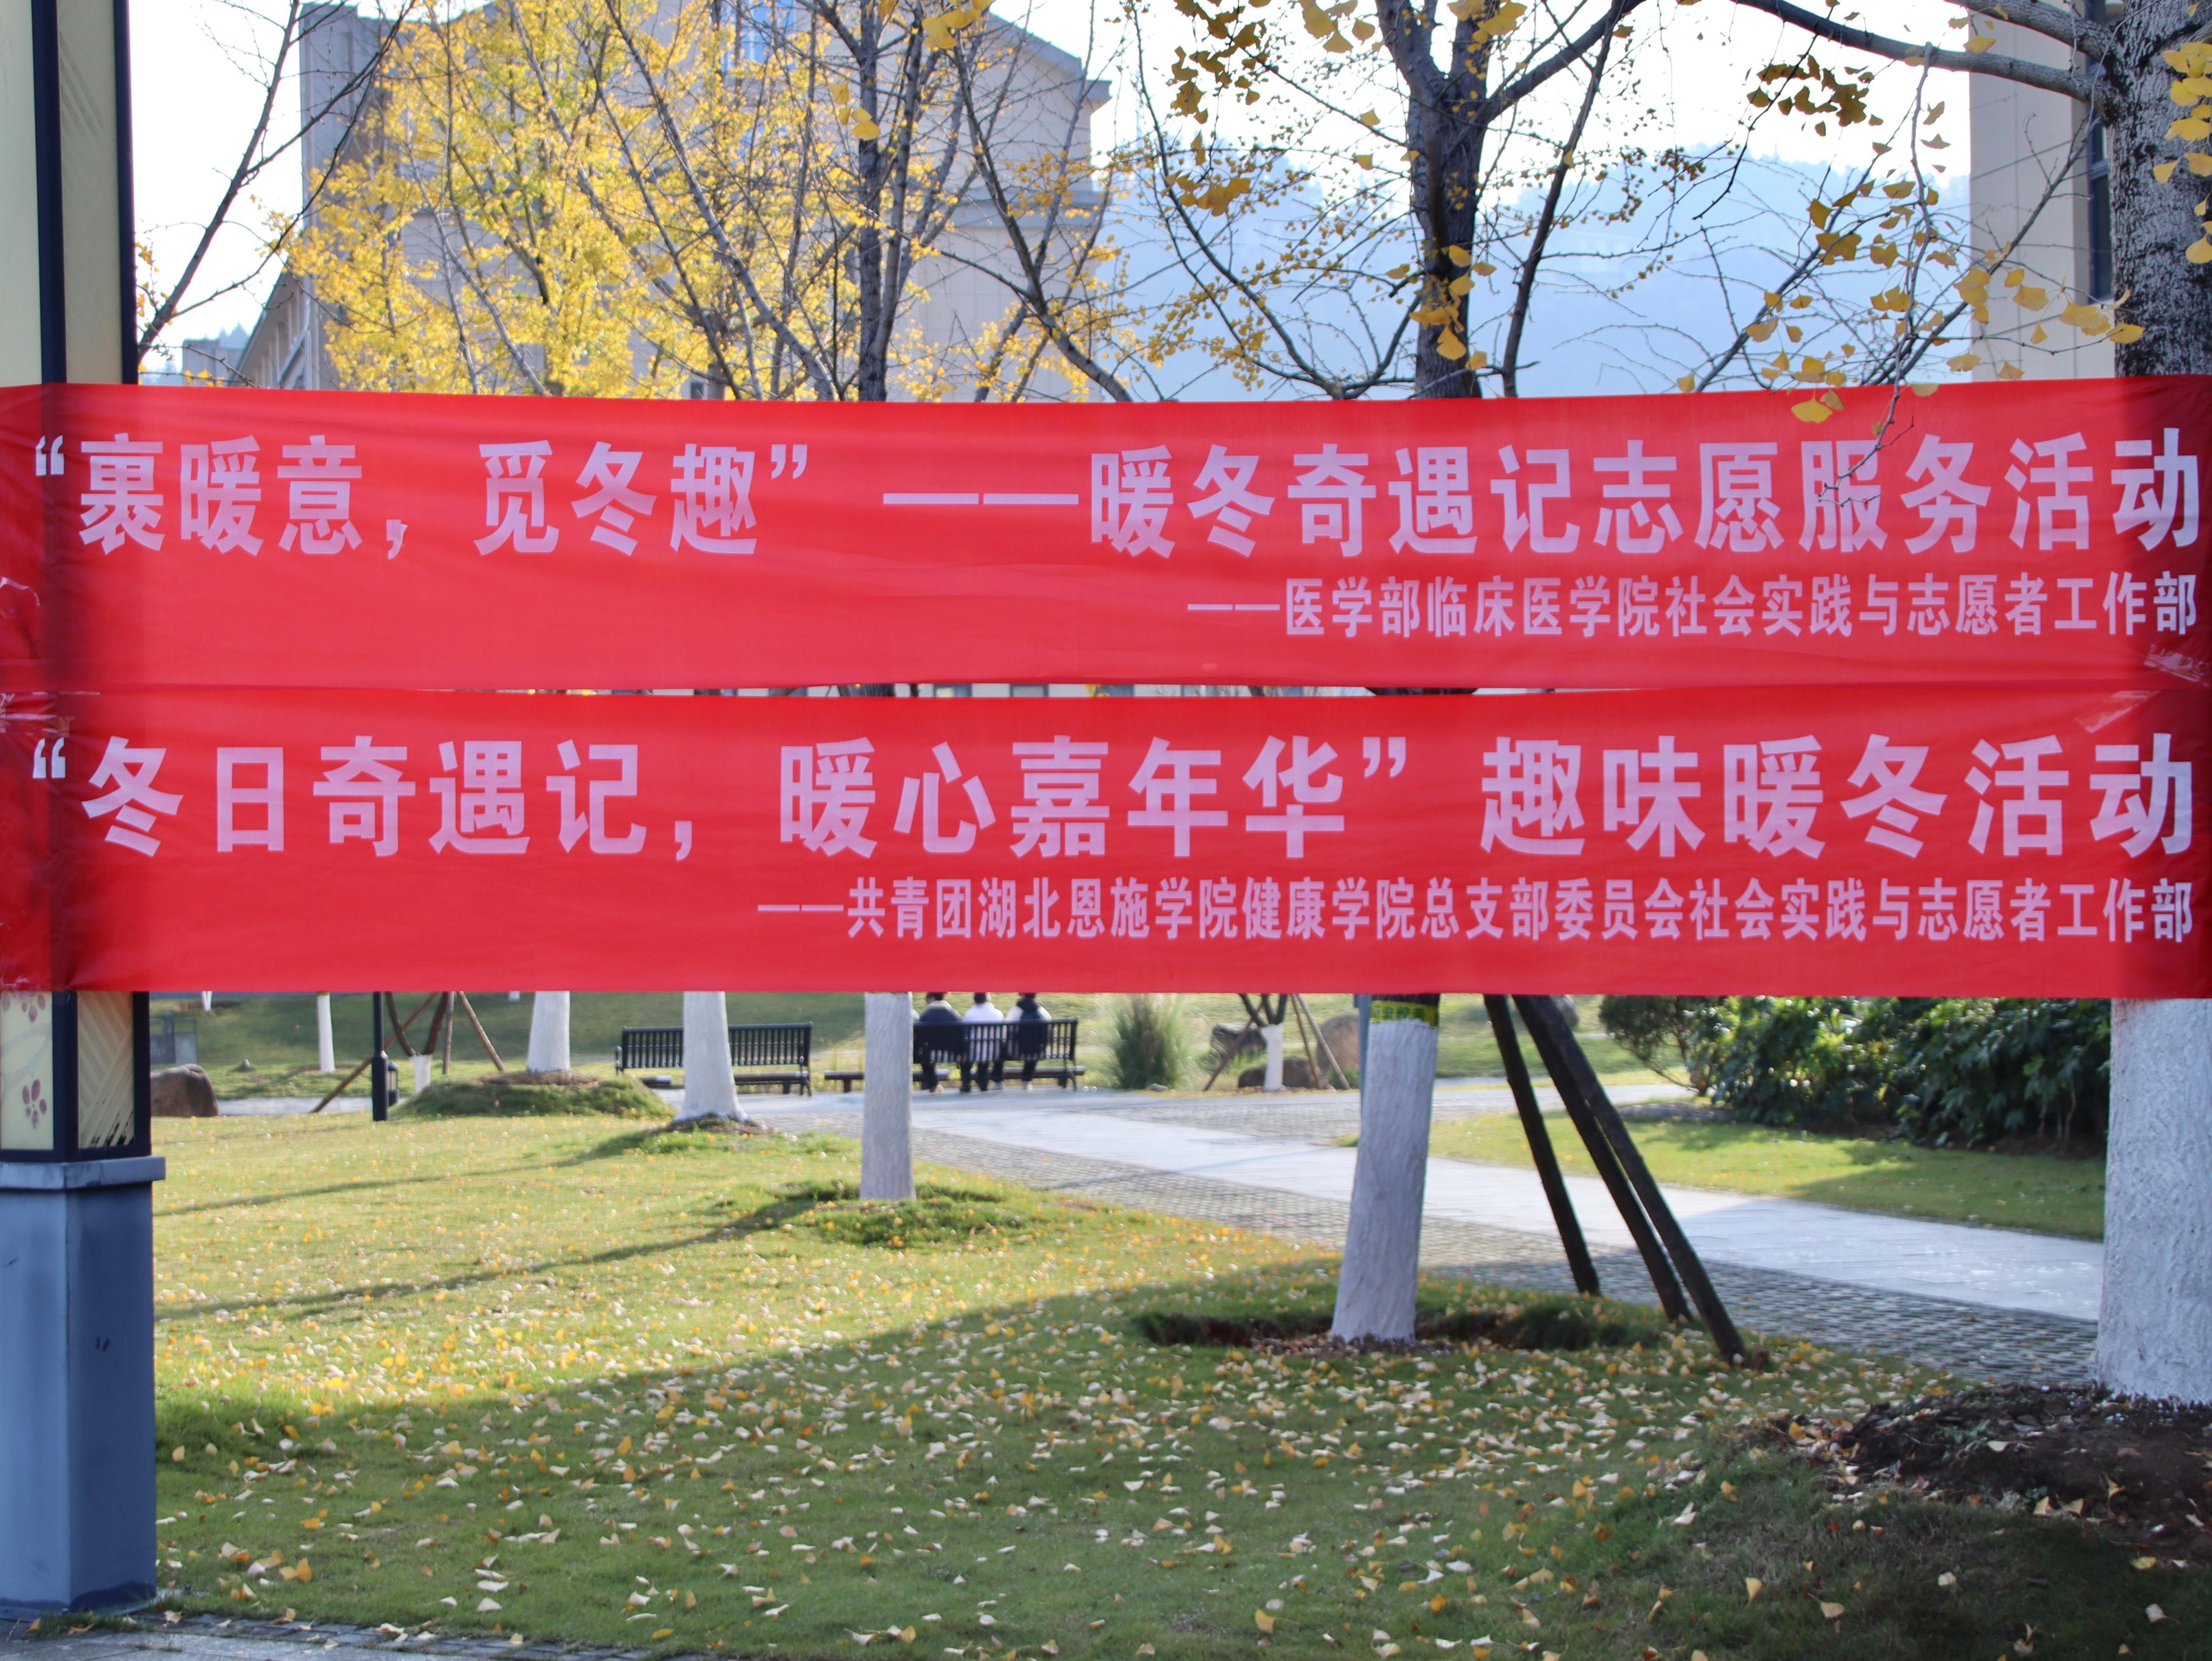 “裹暖意，觅冬趣”——暖冬奇遇记志愿服务活动
——医学部临床医学院社会实践与志愿者工作部
“冬日奇遇记，暖心嘉年华”趣味暖冬活动
——共青团湖北恩施学院健康学院总支部委员会社会实践与志愿者工作部